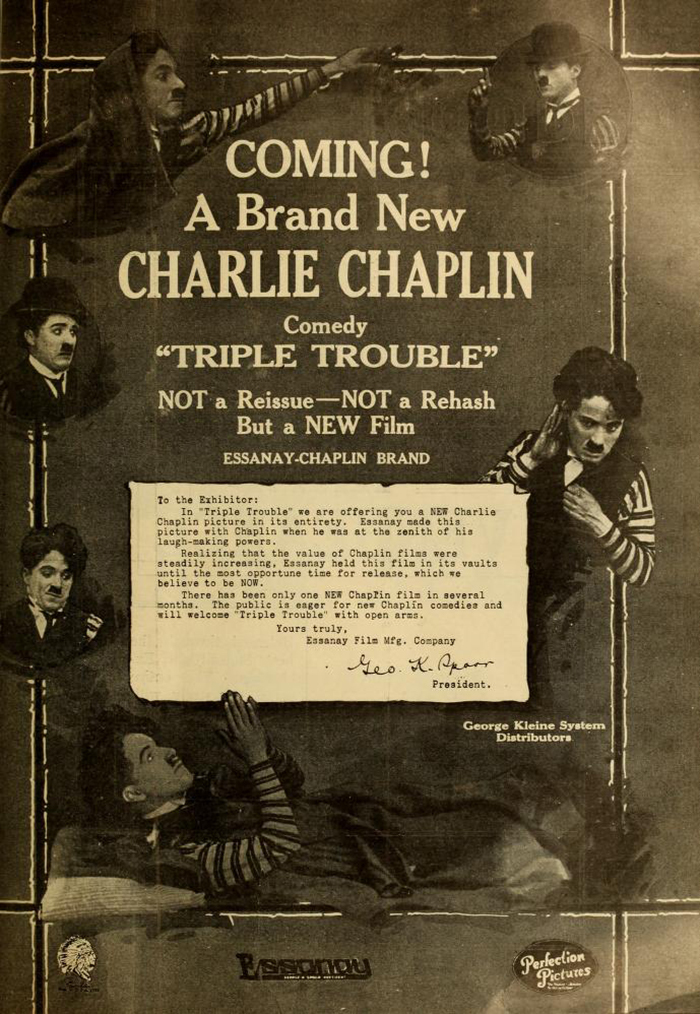 COMING!
A Brand New
CHARLIE CHAPLIN
Comedy
"TRIPLE TROUBLE"
NOT a Reissue—NOT a Rehash
But a NEW Film
ESSANAY-CHAPLIN BRAND
To the Exhibitor:
In "Triple Trouble" we are offering you a NEW Charlie
Chaplin picture in its entirety. Essanay made this
picture with Chaplin when he was at the zenith of his
laugh-making powers.
Realizing that the value of Chaplin films were
steadily increasing, Essanay held this film in its vaults
until the most opportune time for release, which we
believe to be NOW.
There has been only one NEW Chaplin film in several
months. The public is eager for new Chaplin comedies and
will welcome "Triple Trouble" with open arms.
Yours truly,
Essanay Film Mfg. Company
Geo. K. Spoor
President.
George Kleine System
Distributors
Essanay
Perfection
Pictures